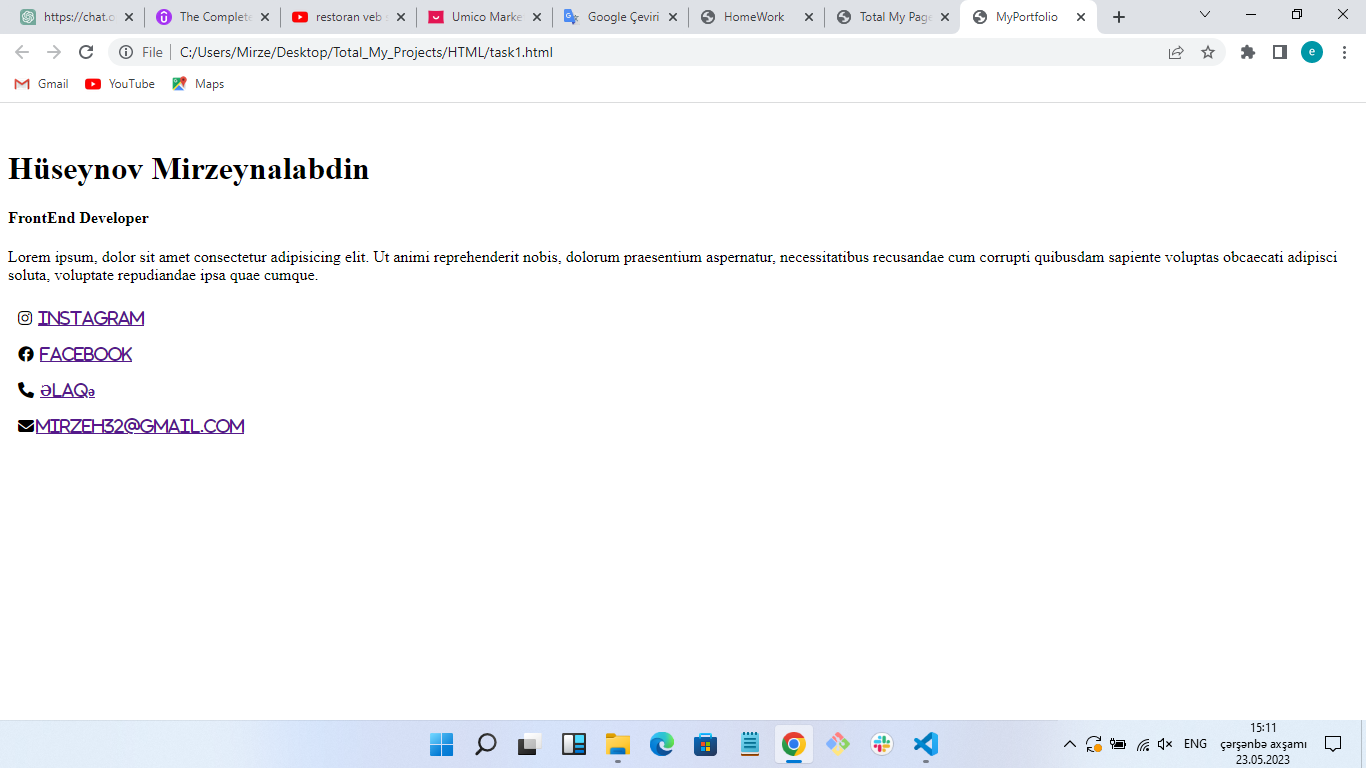 https://chat.o
The Complete
restoran veb s
Umico Marke
Google Çeviri
HomeWork
Total My Page
MyPortfolio
File
C:/Users/Mirze/Desktop/Total_My_Projects/HTML/task1.html
e
Gmail
YouTube
Maps
Hüseynov Mirzeynalabdin
FrontEnd Developer
Lorem ipsum, dolor sit amet consectetur adipisicing elit. Ut animi reprehenderit nobis, dolorum praesentium aspernatur, necessitatibus recusandae cum corrupti quibusdam sapiente voluptas obcaecati adipisci
soluta, voluptate repudiandae ipsa quae cumque.
INSTAGRAM
FACEBOOK
ƏLAQə
MIRZEH32@GMAIL.COM
ENG
15:11
çərşənbə axşamı
23.05.2023